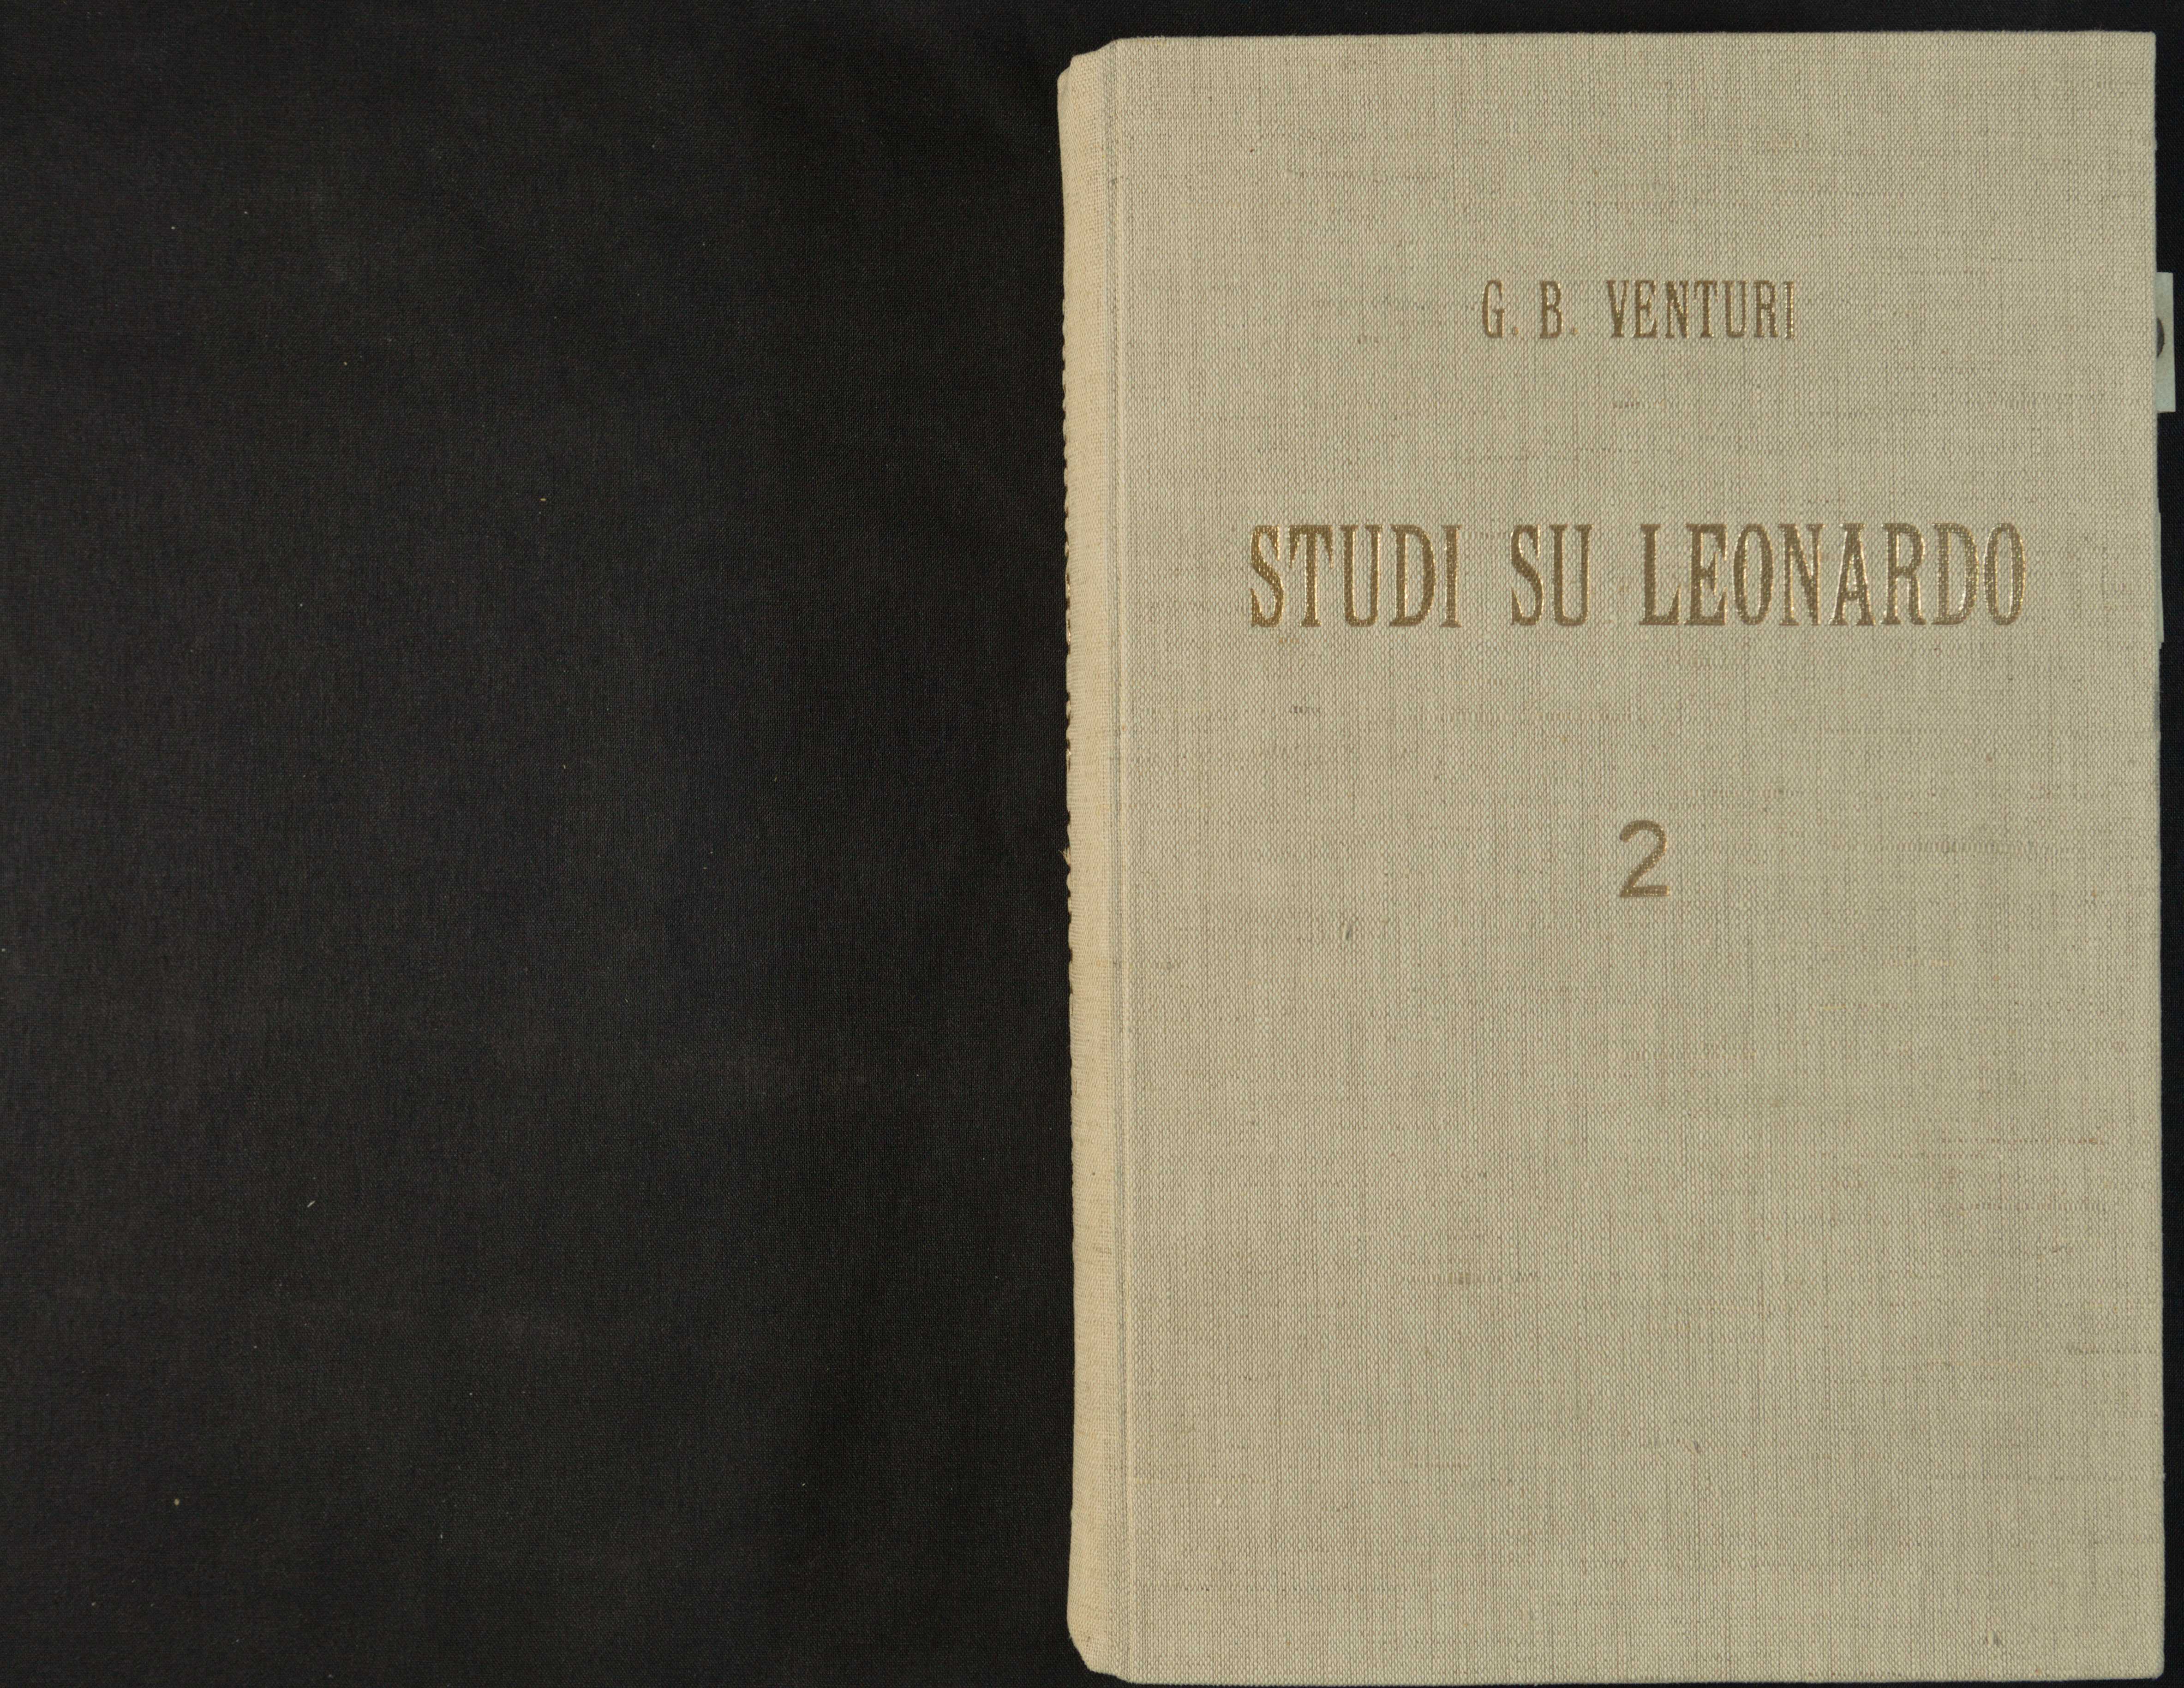 G. B. VENTURI
STUDI SU LEONARDO
2